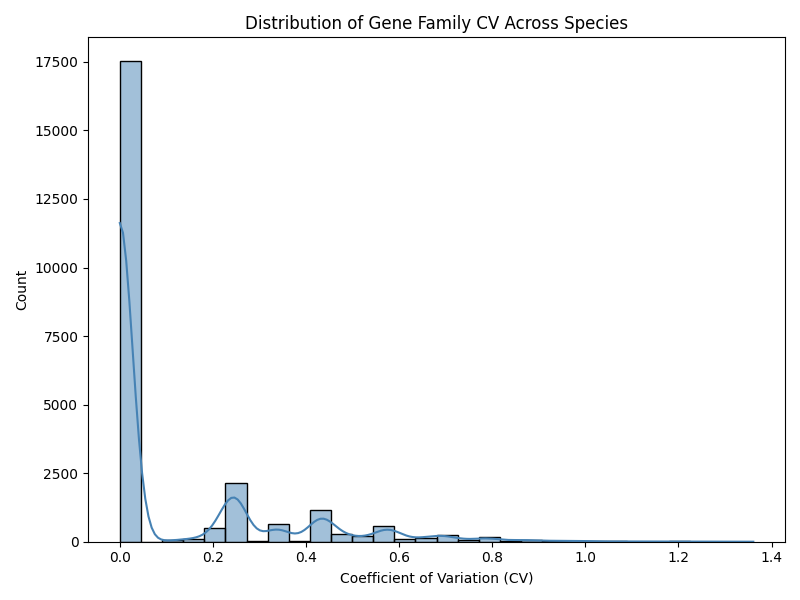 Distribution of Gene Family CV Across Species
17500
15000
12500
10000
7500
5000
2500
0
Count
0.0 0.2 0.4 0.6 0.8 1.0 1.2 1.4
Coefficient of Variation (CV)